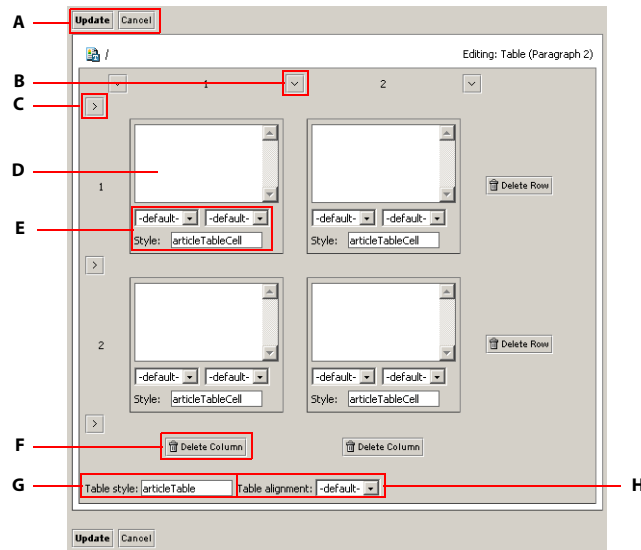 A
Update Cancel
/ Editing: Table (Paragraph 2)
B
1 2
C
D
1 Delete Row
-default- -default- -default- -default-
E
Style: articleTableCell Style: articleTableCell
2 Delete Row
-default- -default- -default- -default-
Style: articleTableCell Style: articleTableCell
F Delete Column Delete Column
G Table style: articleTable Table alignment: -default- H
Update Cancel